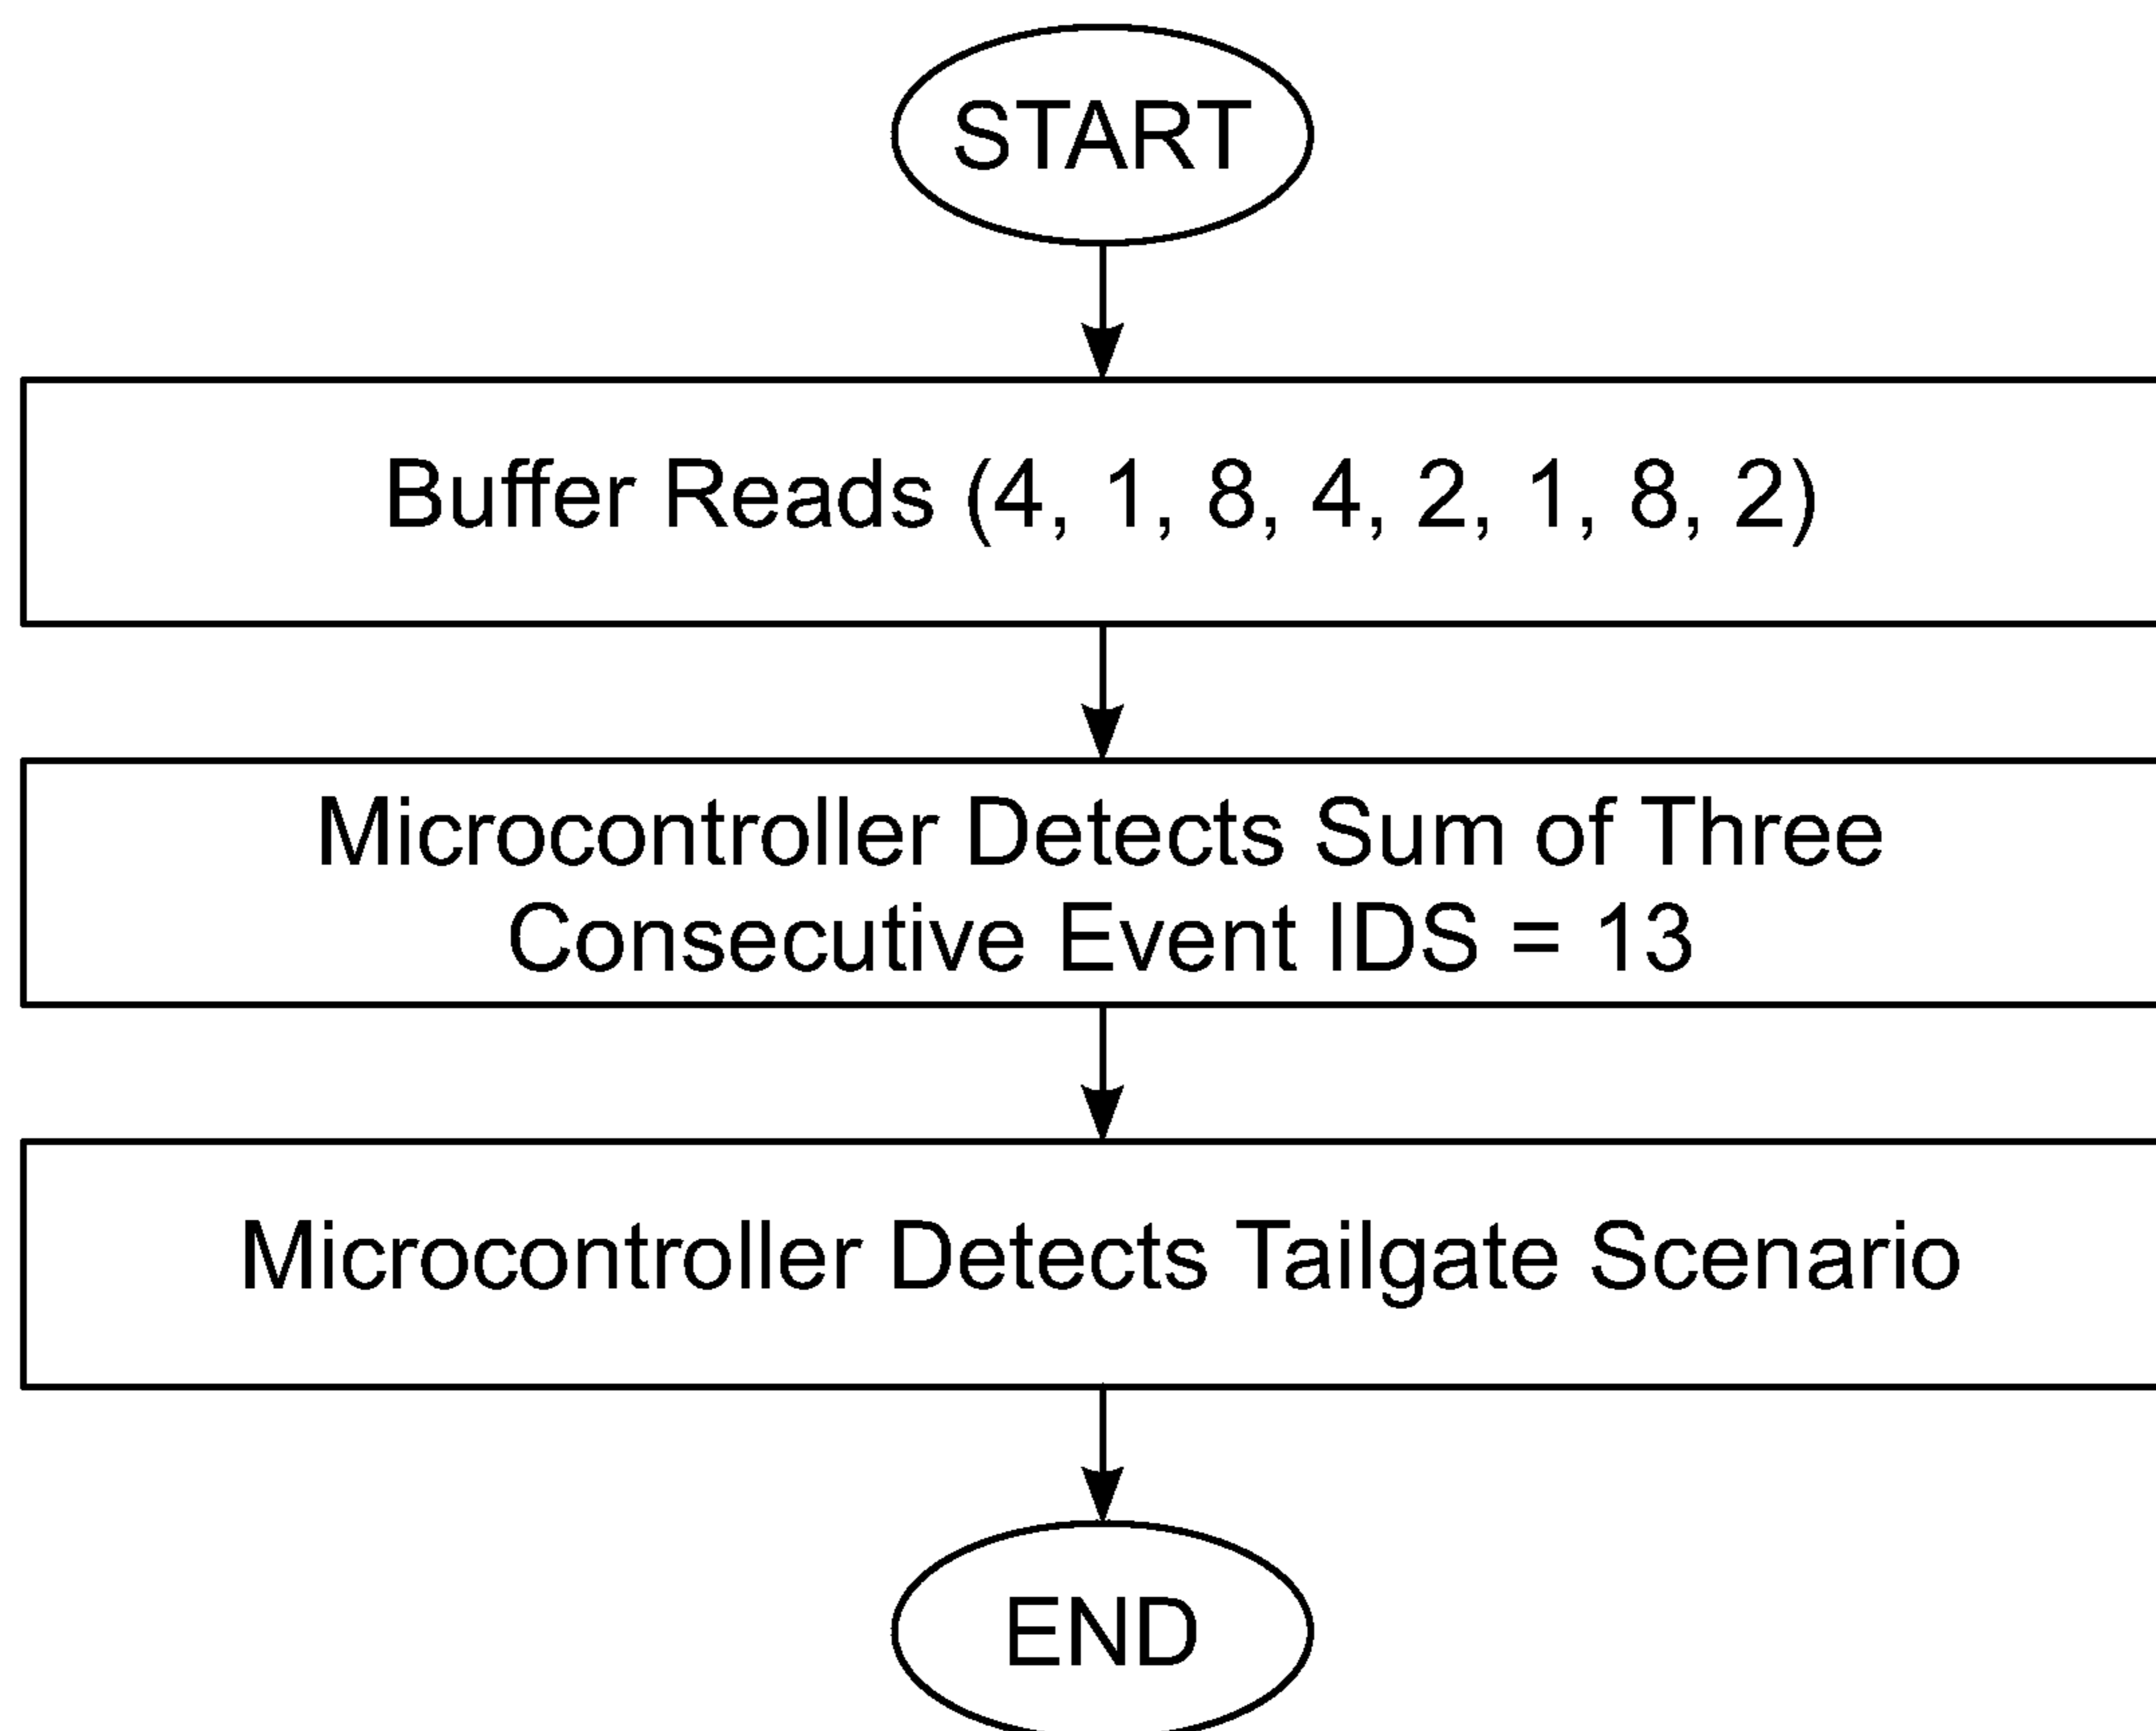 START
Buffer Reads (4, 1, 8, 4, 2, 1, 8, 2)
Microcontroller Detects Sum of Three
Consecutive Event IDS = 13
Microcontroller Detects Tailgate Scenario
END